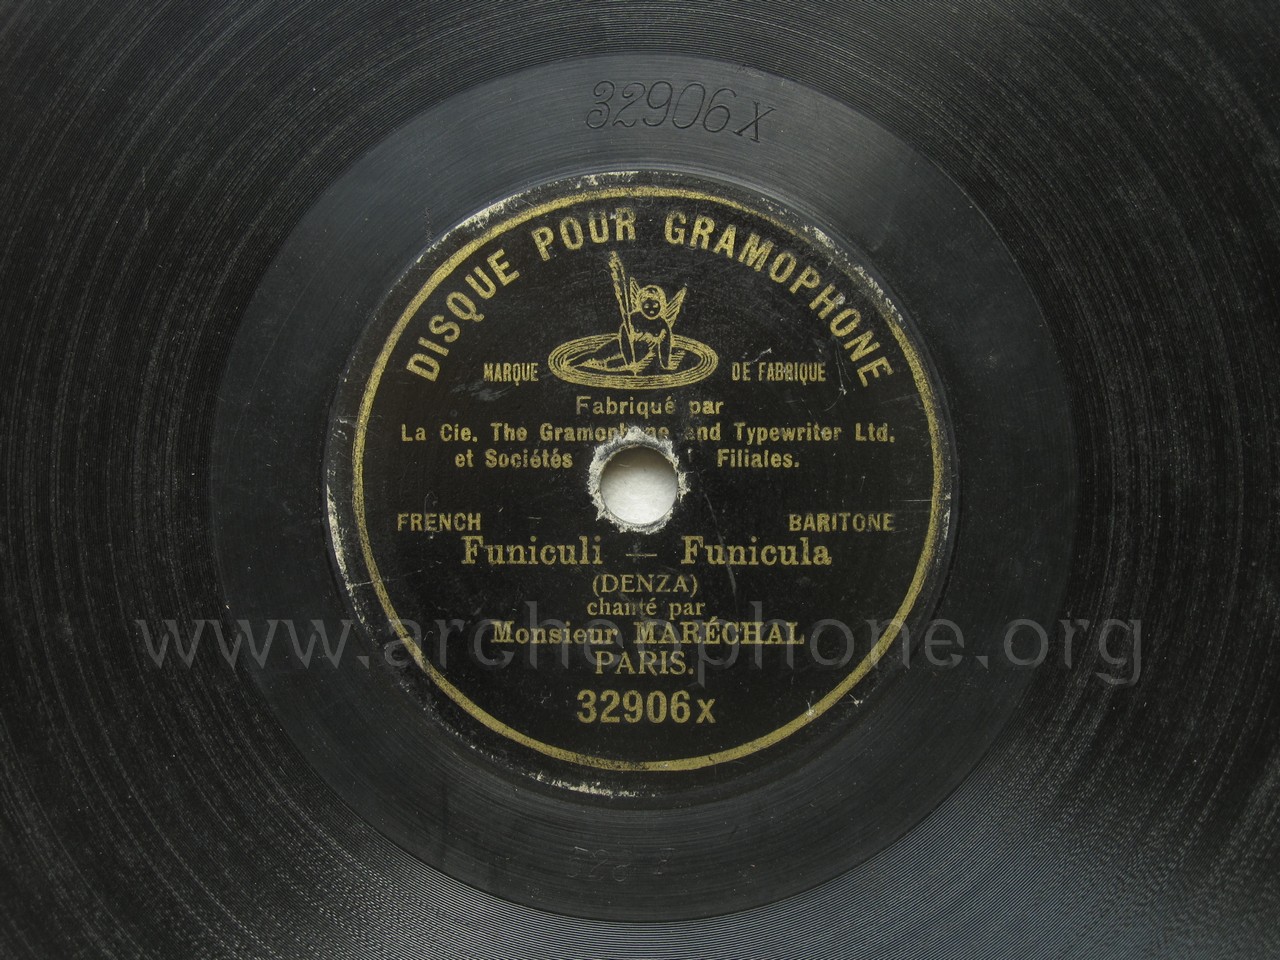 32906x
DISQUE POUR GRAMOPHONE
MARQUE DE FABRIQUE
Fabriqué par
La Cie. The Gramophone and Typewriter Ltd.
et Sociétés Filiales.
FRENCH BARITONE
Funiculi — Funicula
(DENZA)
chanté par
www.archeophone.org
Monsieur MARÉCHAL
PARIS.
32906x